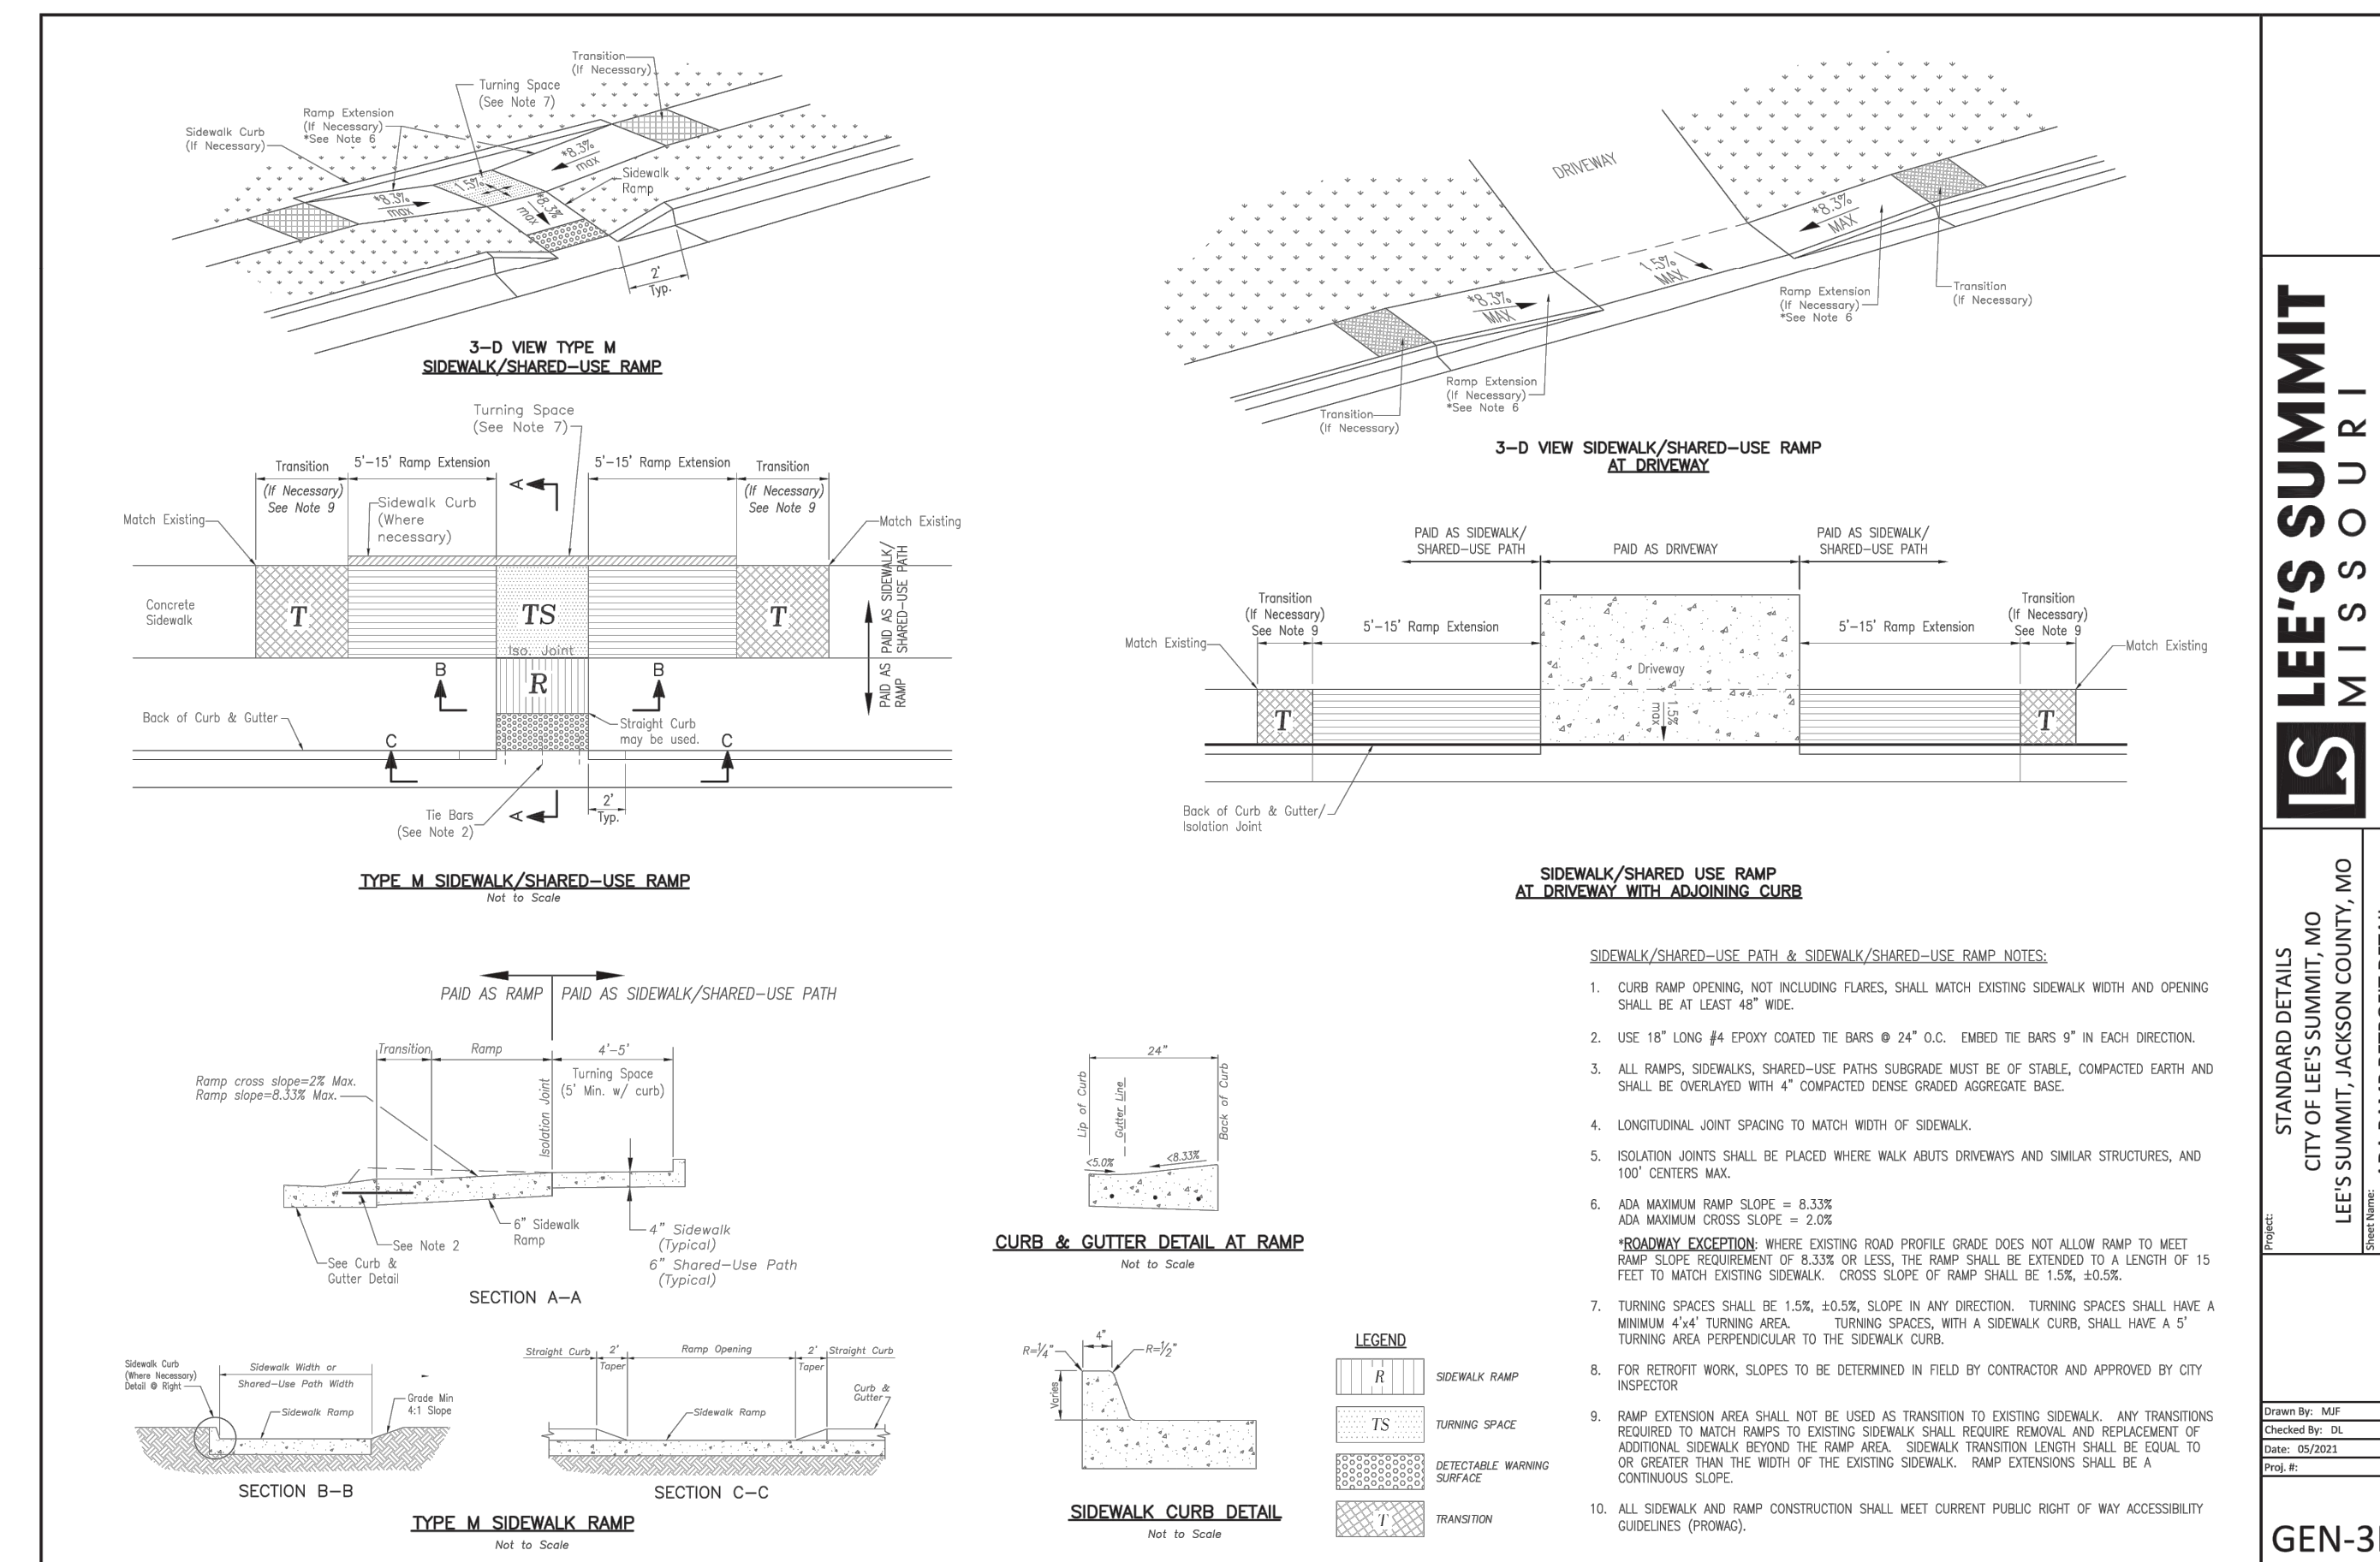 Transition
(If Necessary)
Turning Space
(See Note 7)
Ramp Extension
(If Necessary)
*See Note 6
Sidewalk Curb
(If Necessary)
*8.3%
max
1.5%
Sidewalk
Ramp
*8.3%
max
*8.3%
max
2'
Typ.
3-D VIEW TYPE M
SIDEWALK/SHARED-USE RAMP
DRIVEWAY
*8.3%
MAX
1.5%
MAX
*8.3%
MAX
Ramp Extension
(If Necessary)
*See Note 6
Transition
(If Necessary)
Ramp Extension
(If Necessary)
*See Note 6
Transition
(If Necessary)
3-D VIEW SIDEWALK/SHARED-USE RAMP
AT DRIVEWAY
Turning Space
(See Note 7)
Transition
(If Necessary)
See Note 9
5'-15' Ramp Extension
A
5'-15' Ramp Extension
Transition
(If Necessary)
See Note 9
Sidewalk Curb
(Where
necessary)
Match Existing
Match Existing
Concrete
Sidewalk
T
TS
T
Iso. Joint
R
B
B
PAID AS SIDEWALK/
SHARED-USE PATH
PAID AS
RAMP
Back of Curb & Gutter
Straight Curb
may be used.
C
C
Tie Bars
(See Note 2)
A
2'
Typ.
TYPE M SIDEWALK/SHARED-USE RAMP
Not to Scale
PAID AS SIDEWALK/
SHARED-USE PATH
PAID AS DRIVEWAY
PAID AS SIDEWALK/
SHARED-USE PATH
Transition
(If Necessary)
See Note 9
5'-15' Ramp Extension
5'-15' Ramp Extension
Transition
(If Necessary)
See Note 9
Match Existing
Match Existing
Driveway
T
1.5%
max
T
Back of Curb & Gutter/
Isolation Joint
SIDEWALK/SHARED USE RAMP
AT DRIVEWAY WITH ADJOINING CURB
PAID AS RAMP
PAID AS SIDEWALK/SHARED-USE PATH
Transition
Ramp
4'-5'
Turning Space
(5' Min. w/ curb)
Ramp cross slope=2% Max.
Ramp slope=8.33% Max.
Isolation Joint
6" Sidewalk
Ramp
See Note 2
See Curb &
Gutter Detail
4" Sidewalk
(Typical)
6" Shared-Use Path
(Typical)
SECTION A-A
24"
Lip of Curb
Gutter Line
Back of Curb
<5.0%
<8.33%
CURB & GUTTER DETAIL AT RAMP
Not to Scale
Sidewalk Curb
(Where Necessary)
Detail @ Right
Sidewalk Width or
Shared-Use Path Width
Grade Min
4:1 Slope
Sidewalk Ramp
SECTION B-B
Straight Curb
2'
Taper
Ramp Opening
2'
Taper
Straight Curb
Curb &
Gutter
Sidewalk Ramp
SECTION C-C
TYPE M SIDEWALK RAMP
Not to Scale
4"
R=1/4"
R=1/2"
Varies
SIDEWALK CURB DETAIL
Not to Scale
LEGEND
R
SIDEWALK RAMP
TS
TURNING SPACE
DETECTABLE WARNING
SURFACE
T
TRANSITION
SIDEWALK/SHARED-USE PATH & SIDEWALK/SHARED-USE RAMP NOTES:
1. CURB RAMP OPENING, NOT INCLUDING FLARES, SHALL MATCH EXISTING SIDEWALK WIDTH AND OPENING
SHALL BE AT LEAST 48" WIDE.
2. USE 18" LONG #4 EPOXY COATED TIE BARS @ 24" O.C. EMBED TIE BARS 9" IN EACH DIRECTION.
3. ALL RAMPS, SIDEWALKS, SHARED-USE PATHS SUBGRADE MUST BE OF STABLE, COMPACTED EARTH AND
SHALL BE OVERLAYED WITH 4" COMPACTED DENSE GRADED AGGREGATE BASE.
4. LONGITUDINAL JOINT SPACING TO MATCH WIDTH OF SIDEWALK.
5. ISOLATION JOINTS SHALL BE PLACED WHERE WALK ABUTS DRIVEWAYS AND SIMILAR STRUCTURES, AND
100' CENTERS MAX.
6. ADA MAXIMUM RAMP SLOPE = 8.33%
ADA MAXIMUM CROSS SLOPE = 2.0%
*ROADWAY EXCEPTION: WHERE EXISTING ROAD PROFILE GRADE DOES NOT ALLOW RAMP TO MEET
RAMP SLOPE REQUIREMENT OF 8.33% OR LESS, THE RAMP SHALL BE EXTENDED TO A LENGTH OF 15
FEET TO MATCH EXISTING SIDEWALK. CROSS SLOPE OF RAMP SHALL BE 1.5%, ±0.5%.
7. TURNING SPACES SHALL BE 1.5%, ±0.5%, SLOPE IN ANY DIRECTION. TURNING SPACES SHALL HAVE A
MINIMUM 4'x4' TURNING AREA. TURNING SPACES, WITH A SIDEWALK CURB, SHALL HAVE A 5'
TURNING AREA PERPENDICULAR TO THE SIDEWALK CURB.
8. FOR RETROFIT WORK, SLOPES TO BE DETERMINED IN FIELD BY CONTRACTOR AND APPROVED BY CITY
INSPECTOR
9. RAMP EXTENSION AREA SHALL NOT BE USED AS TRANSITION TO EXISTING SIDEWALK. ANY TRANSITIONS
REQUIRED TO MATCH RAMPS TO EXISTING SIDEWALK SHALL REQUIRE REMOVAL AND REPLACEMENT OF
ADDITIONAL SIDEWALK BEYOND THE RAMP AREA. SIDEWALK TRANSITION LENGTH SHALL BE EQUAL TO
OR GREATER THAN THE WIDTH OF THE EXISTING SIDEWALK. RAMP EXTENSIONS SHALL BE A
CONTINUOUS SLOPE.
10. ALL SIDEWALK AND RAMP CONSTRUCTION SHALL MEET CURRENT PUBLIC RIGHT OF WAY ACCESSIBILITY
GUIDELINES (PROWAG).
LS
LEE'S SUMMIT
MISSOURI
Project:
STANDARD DETAILS
CITY OF LEE'S SUMMIT, MO
LEE'S SUMMIT, JACKSON COUNTY, MO
Sheet Name:
Drawn By: MJF
Checked By: DL
Date: 05/2021
Proj. #:
GEN-3